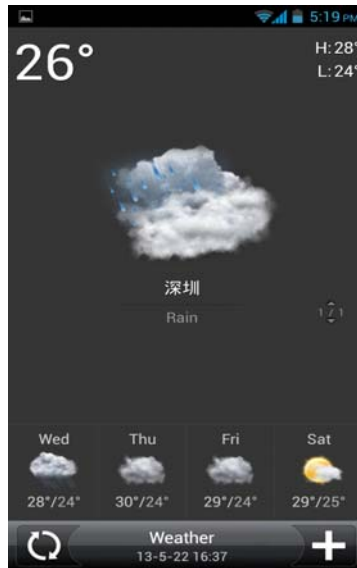 5:19 PM
26°
H:28°
L:24°
深圳
Rain
1/1
Wed Thu Fri Sat
28°/24° 30°/24° 29°/24° 29°/25°
Weather
13-5-22 16:37